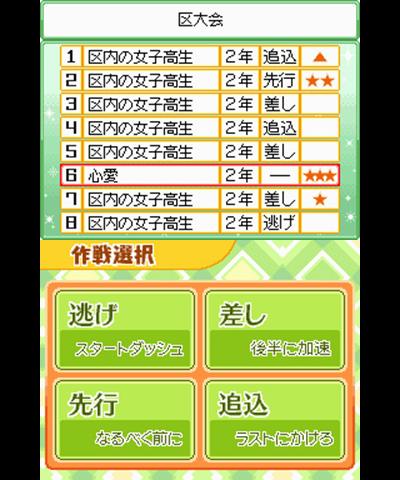 区大会
1 区内の女子高生 2年 追込 ▲
2 区内の女子高生 2年 先行 ★★
3 区内の女子高生 2年 差し
4 区内の女子高生 2年 追込
5 区内の女子高生 2年 差し
6 心愛 2年 ― ★★★
7 区内の女子高生 2年 差し ★
8 区内の女子高生 2年 逃げ
作戦選択
逃げ
スタートダッシュ
差し
後半に加速
先行
なるべく前に
追込
ラストにかけろ